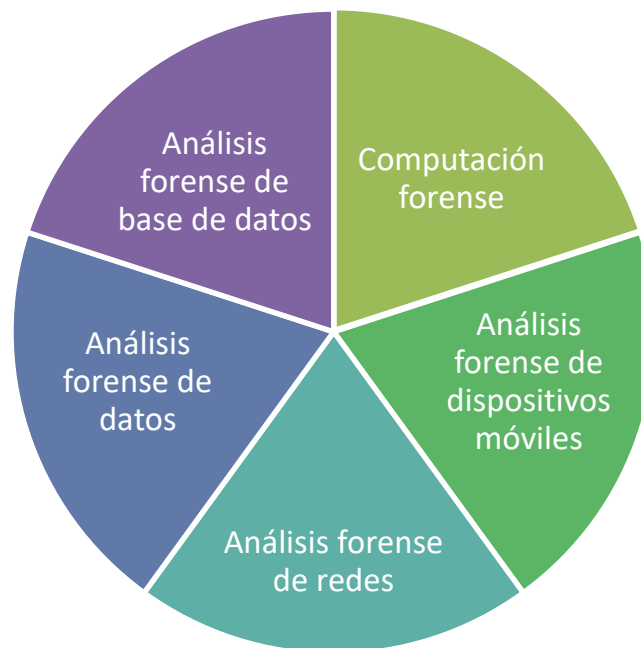 Análisis
forense de
base de datos
Computación
forense
Análisis
forense de
dispositivos
móviles
Análisis forense
de redes
Análisis
forense de
datos